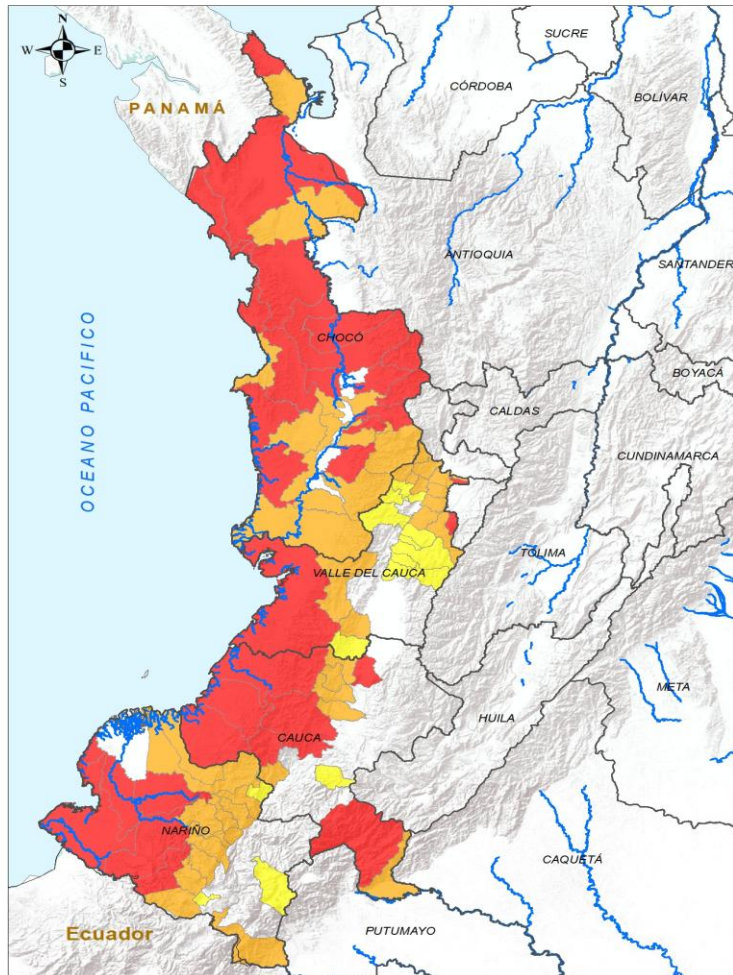 SUCRE
N
W E
S
CÓRDOBA
BOLÍVAR
PANAMÁ
ANTIOQUIA
SANTANDER
OCEANO PACIFICO
CHOCÓ
BOYACÁ
CALDAS
CUNDINAMARCA
TOLIMA
VALLE DEL CAUCA
META
HUILA
CAUCA
NARIÑO
CAQUETÁ
Ecuador
PUTUMAYO